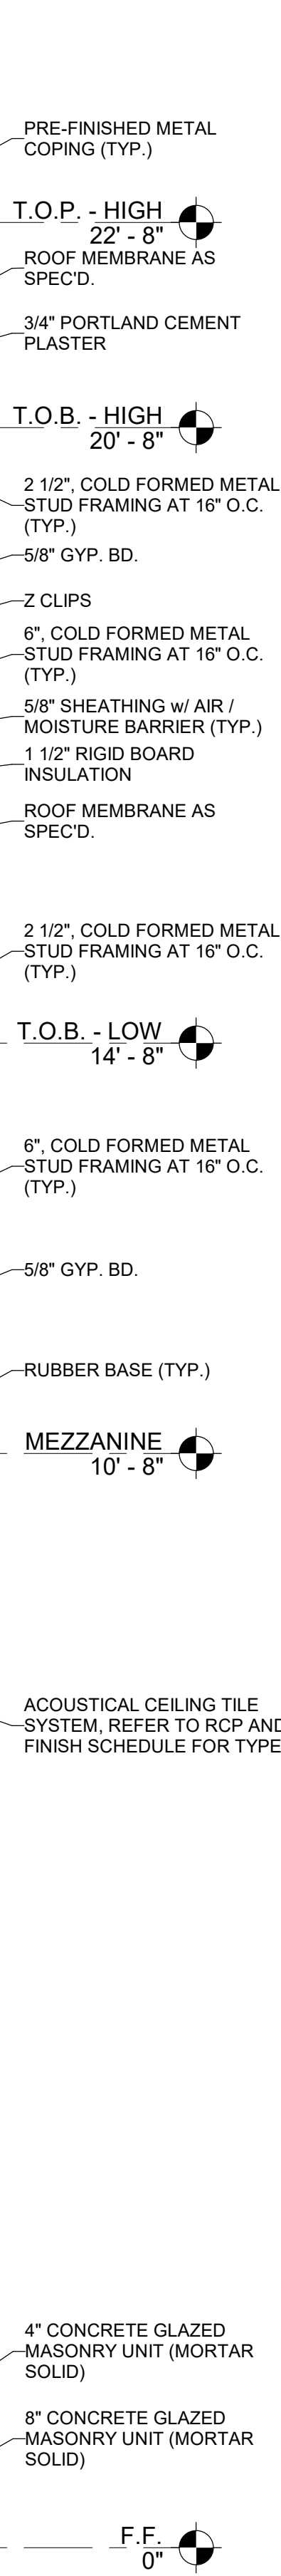 PRE-FINISHED METAL
COPING (TYP.)
T.O.P. - HIGH
22' - 8"
ROOF MEMBRANE AS
SPEC'D.
3/4" PORTLAND CEMENT
PLASTER
T.O.B. - HIGH
20' - 8"
2 1/2", COLD FORMED METAL
STUD FRAMING AT 16" O.C.
(TYP.)
5/8" GYP. BD.
Z CLIPS
6", COLD FORMED METAL
STUD FRAMING AT 16" O.C.
(TYP.)
5/8" SHEATHING w/ AIR /
MOISTURE BARRIER (TYP.)
1 1/2" RIGID BOARD
INSULATION
ROOF MEMBRANE AS
SPEC'D.
2 1/2", COLD FORMED METAL
STUD FRAMING AT 16" O.C.
(TYP.)
T.O.B. - LOW
14' - 8"
6", COLD FORMED METAL
STUD FRAMING AT 16" O.C.
(TYP.)
5/8" GYP. BD.
RUBBER BASE (TYP.)
MEZZANINE
10' - 8"
ACOUSTICAL CEILING TILE
SYSTEM, REFER TO RCP AND
FINISH SCHEDULE FOR TYPE
4" CONCRETE GLAZED
MASONRY UNIT (MORTAR
SOLID)
8" CONCRETE GLAZED
MASONRY UNIT (MORTAR
SOLID)
F.F.
0"